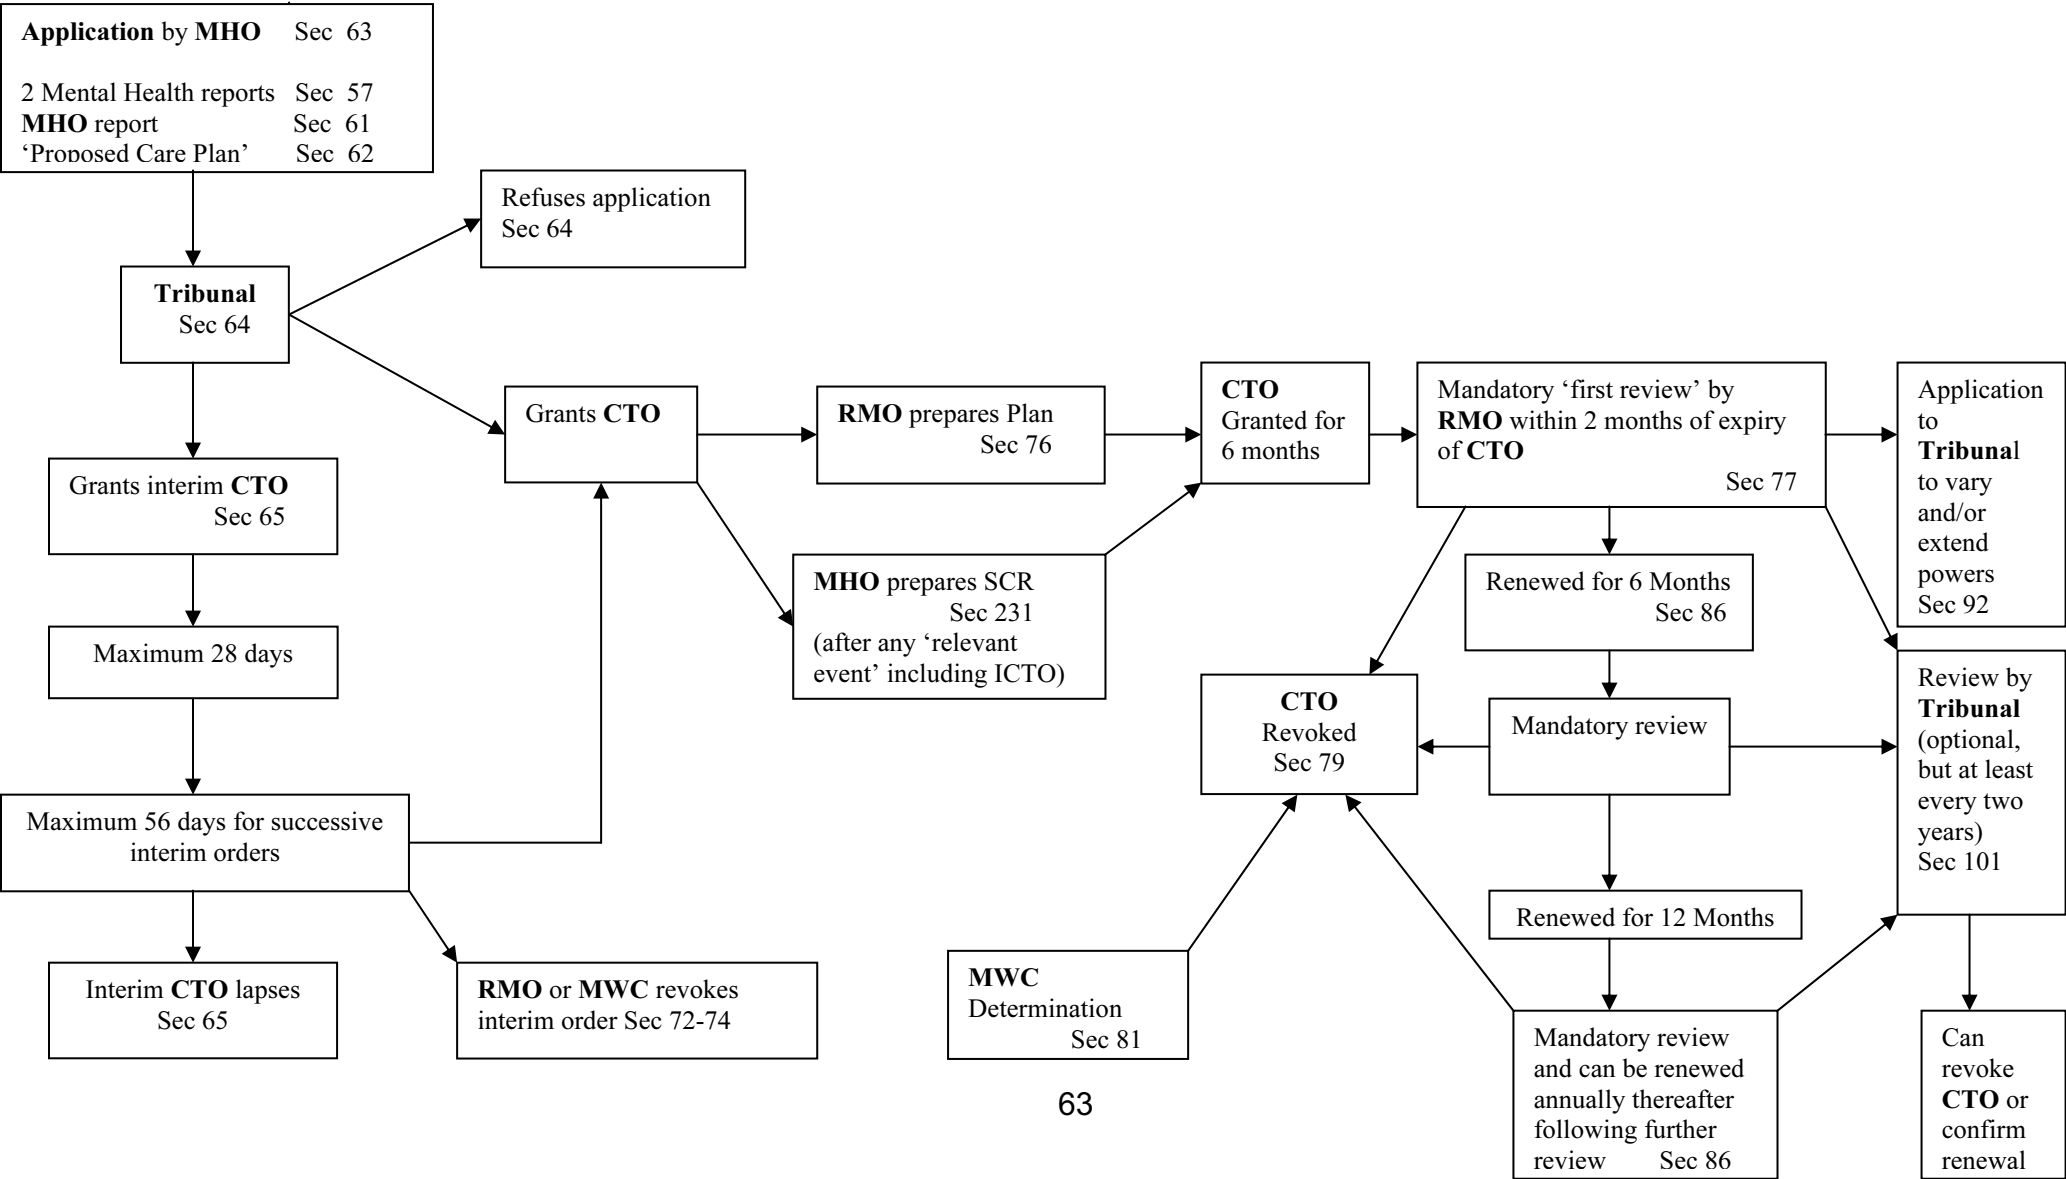 Application by MHO Sec 63
2 Mental Health reports Sec 57
MHO report Sec 61
‘Proposed Care Plan’ Sec 62
Refuses application
Sec 64
Tribunal
Sec 64
Grants interim CTO
Sec 65
Maximum 28 days
Maximum 56 days for successive
interim orders
Interim CTO lapses
Sec 65
RMO or MWC revokes
interim order Sec 72-74
Grants CTO
RMO prepares Plan
Sec 76
MHO prepares SCR
Sec 231
(after any ‘relevant
event’ including ICTO)
CTO
Granted for
6 months
Mandatory ‘first review’ by
RMO within 2 months of expiry
of CTO
Sec 77
Application
to
Tribunal
to vary
and/or
extend
powers
Sec 92
Renewed for 6 Months
Sec 86
CTO
Revoked
Sec 79
Mandatory review
Review by
Tribunal
(optional,
but at least
every two
years)
Sec 101
Renewed for 12 Months
MWC
Determination
Sec 81
Mandatory review
and can be renewed
annually thereafter
following further
review Sec 86
Can
revoke
CTO or
confirm
renewal
63